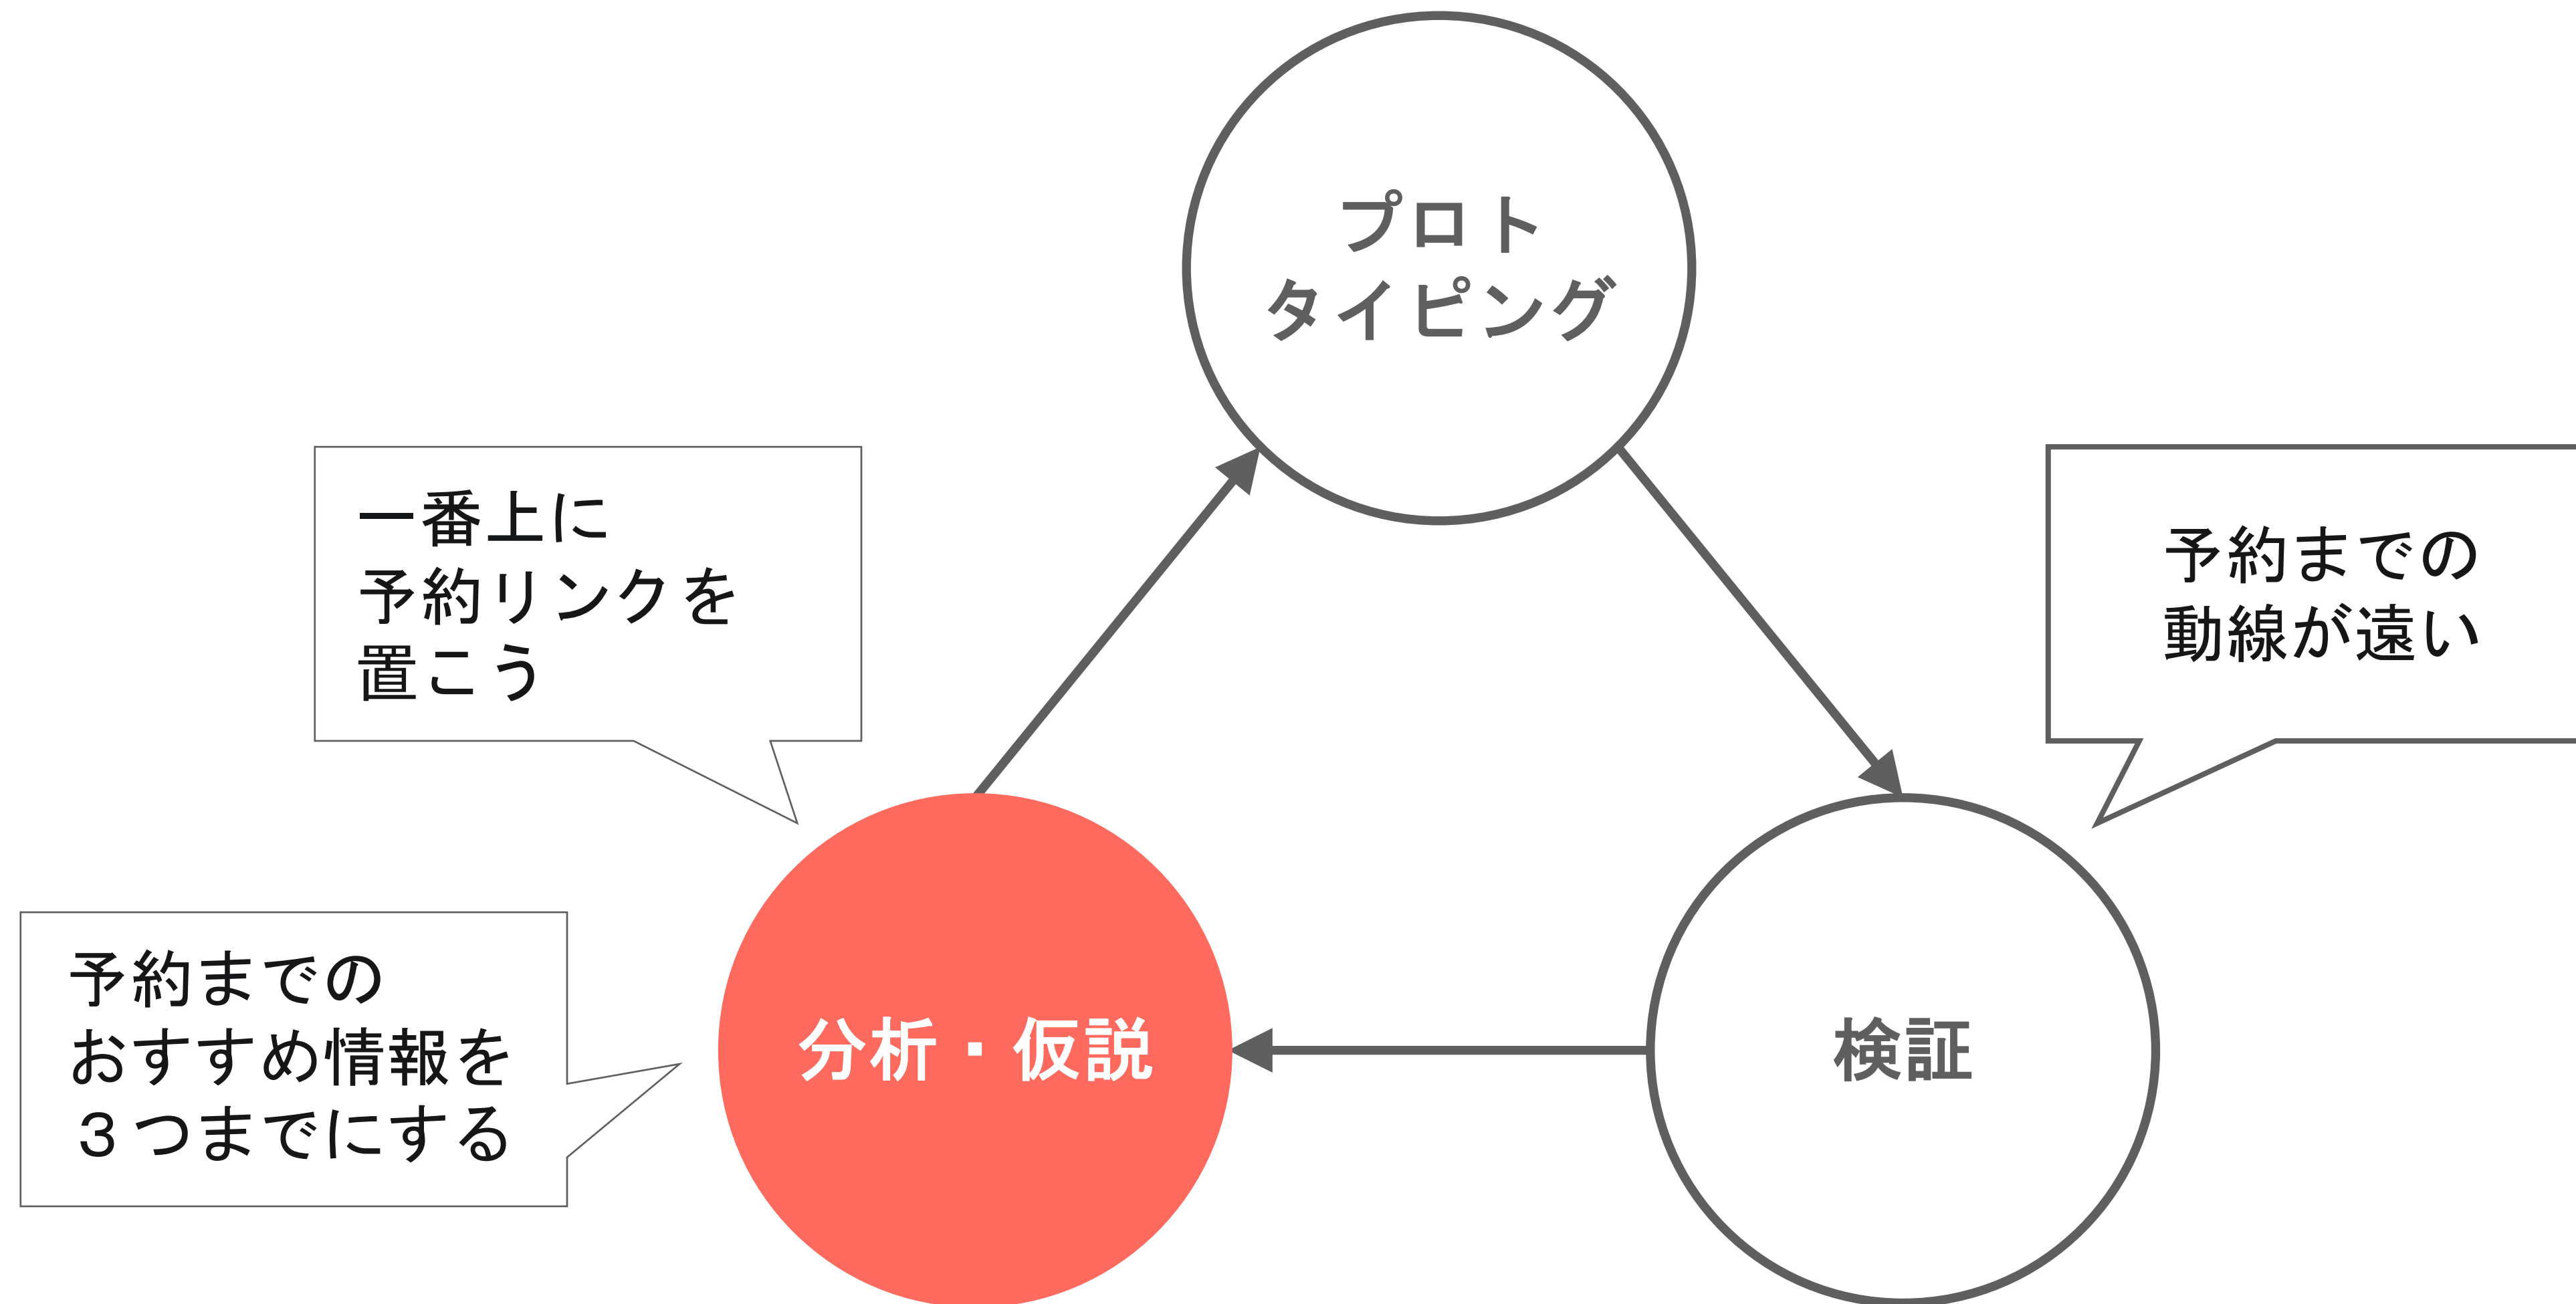 プロト
タイピング
一番上に
予約リンクを
置こう
予約までの
動線が遠い
予約までの
おすすめ情報を
３つまでにする
分析・仮説
検証